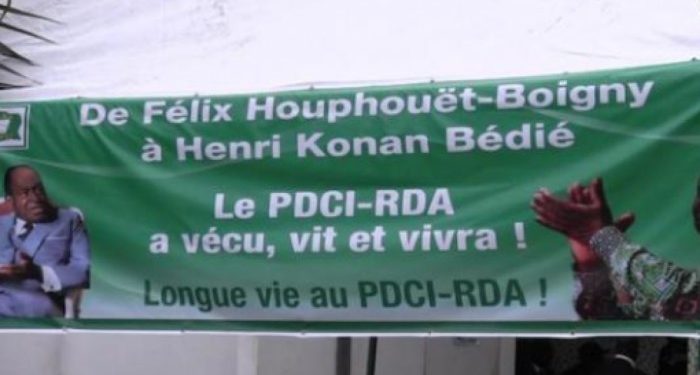 De Félix Houphouët-Boigny
à Henri Konan Bédié
Le PDCI-RDA
a vécu, vit et vivra !
Longue vie au PDCI-RDA !